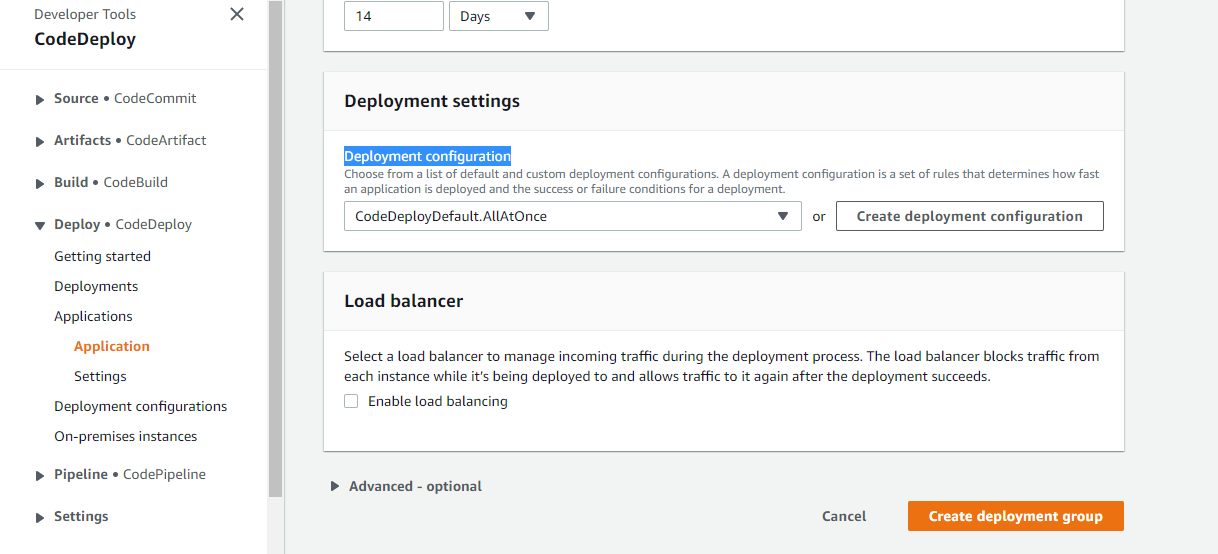 Developer Tools
CodeDeploy
Source • CodeCommit
Artifacts • CodeArtifact
Build • CodeBuild
Deploy • CodeDeploy
Getting started
Deployments
Applications
Application
Settings
Deployment configurations
On-premises instances
Pipeline • CodePipeline
Settings
14
Days
Deployment settings
Deployment configuration
Choose from a list of default and custom deployment configurations. A deployment configuration is a set of rules that determines how fast
an application is deployed and the success or failure conditions for a deployment.
CodeDeployDefault.AllAtOnce
or
Create deployment configuration
Load balancer
Select a load balancer to manage incoming traffic during the deployment process. The load balancer blocks traffic from
each instance while it's being deployed to and allows traffic to it again after the deployment succeeds.
Enable load balancing
Advanced - optional
Cancel
Create deployment group